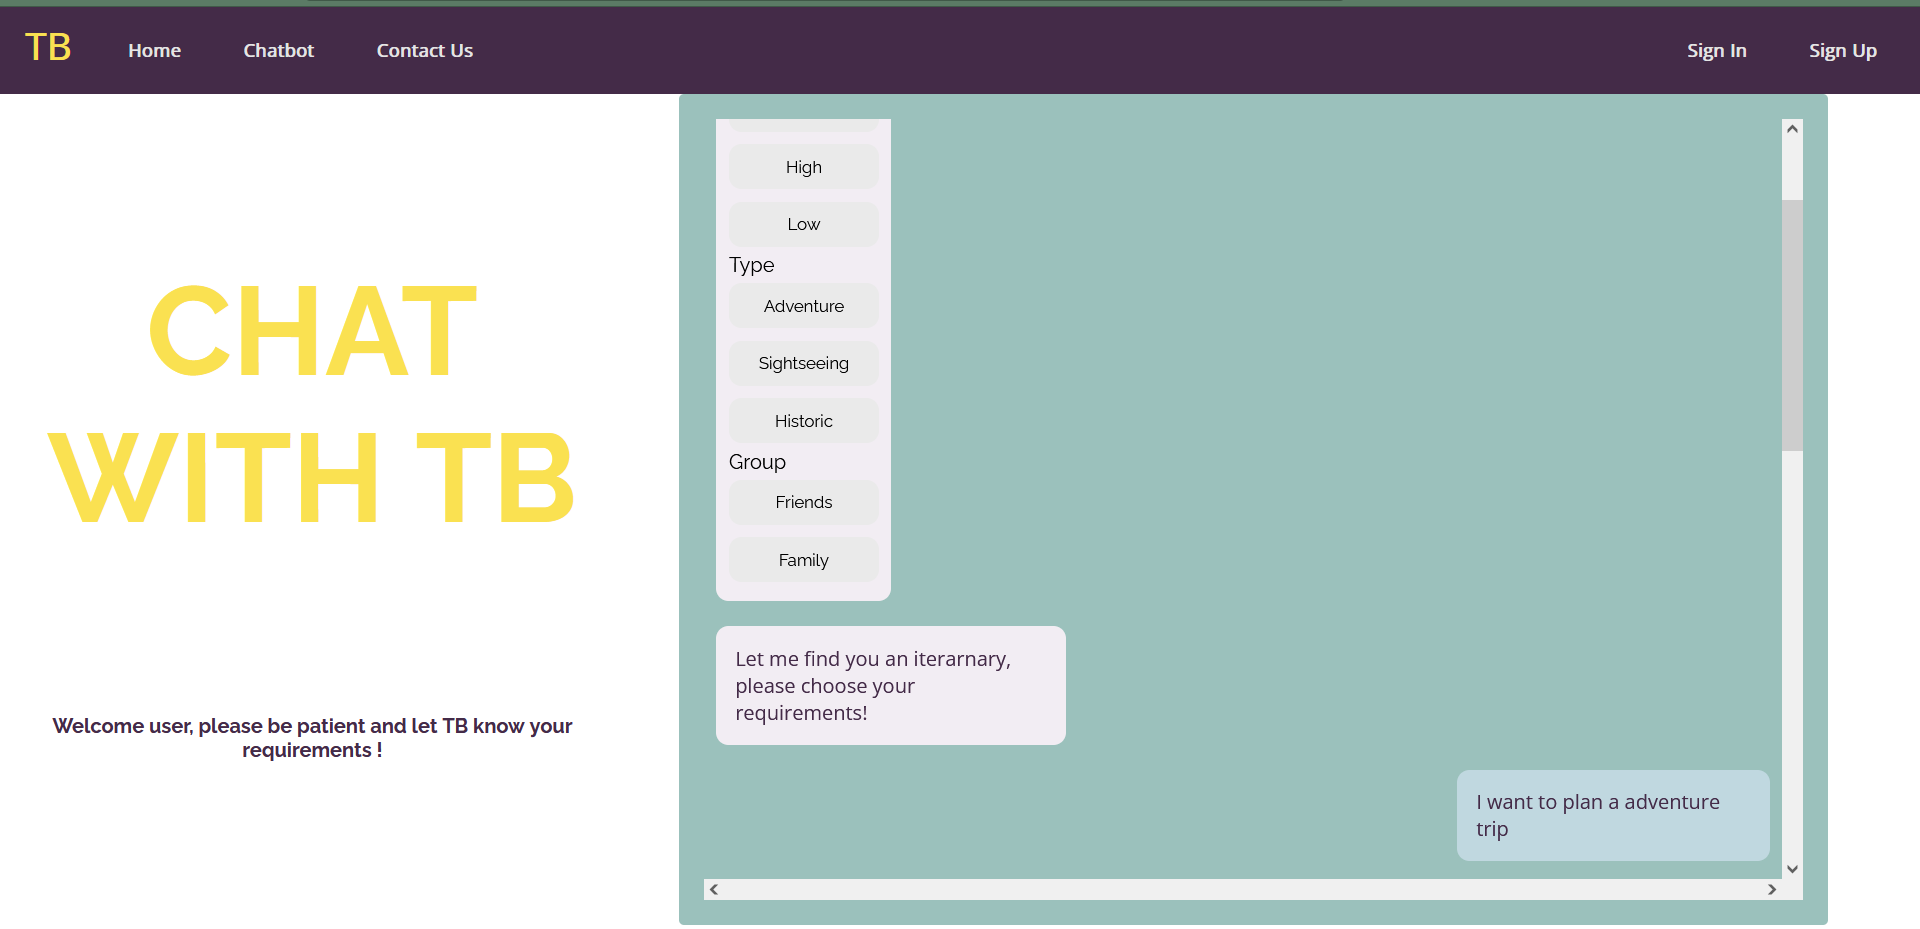 TB
Home
Chatbot
Contact Us
Sign In
Sign Up
CHAT
WITH TB
Welcome user, please be patient and let TB know your
requirements !
High
Low
Type
Adventure
Sightseeing
Historic
Group
Friends
Family
Let me find you an iterarnary,
please choose your
requirements!
I want to plan a adventure
trip